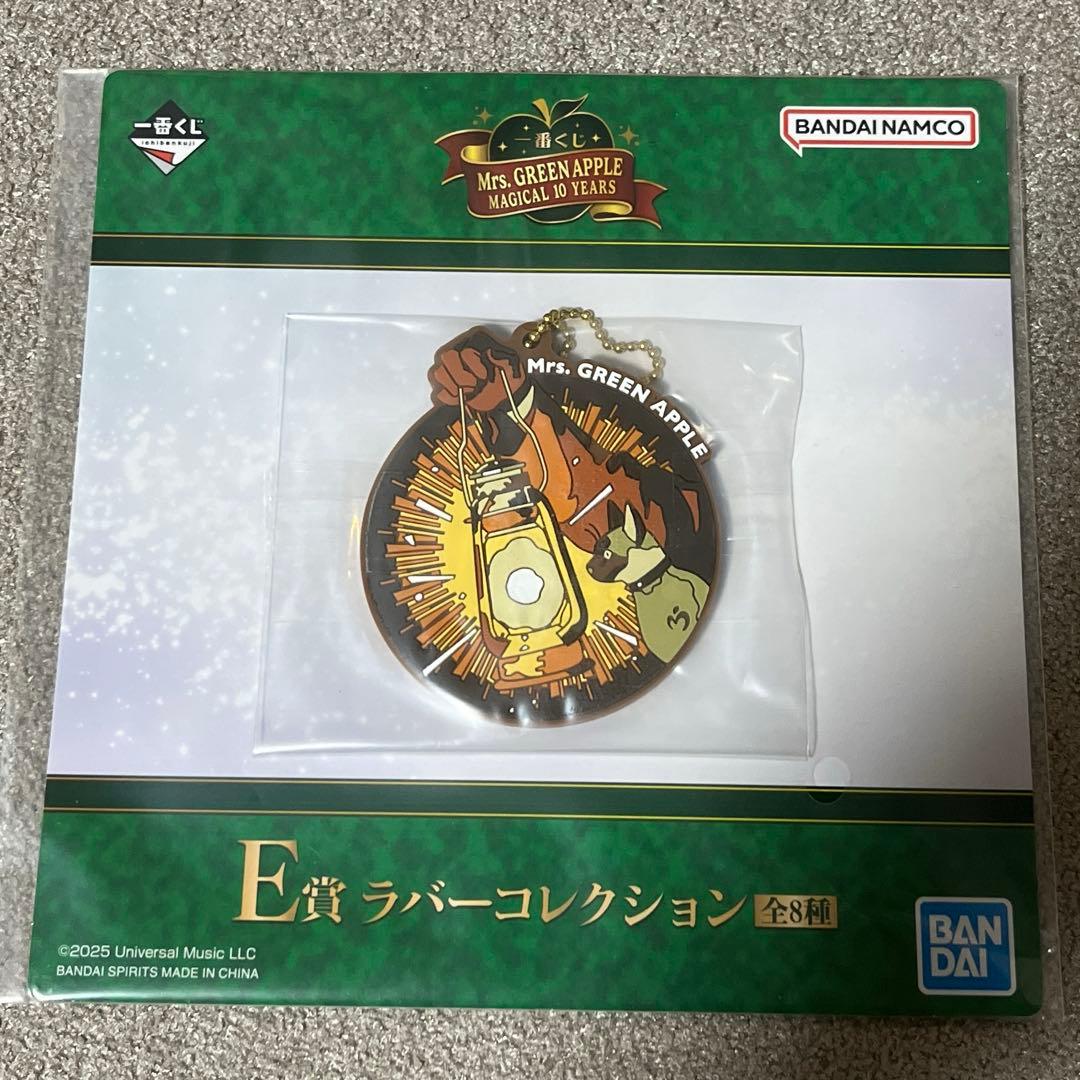 一番くじ
ichibankuji
一番くじ
Mrs. GREEN APPLE
MAGICAL 10 YEARS
BANDAI NAMCO
Mrs. GREEN APPLE
E賞 ラバーコレクション 全8種
©2025 Universal Music LLC
BANDAI SPIRITS MADE IN CHINA
BAN
DAI